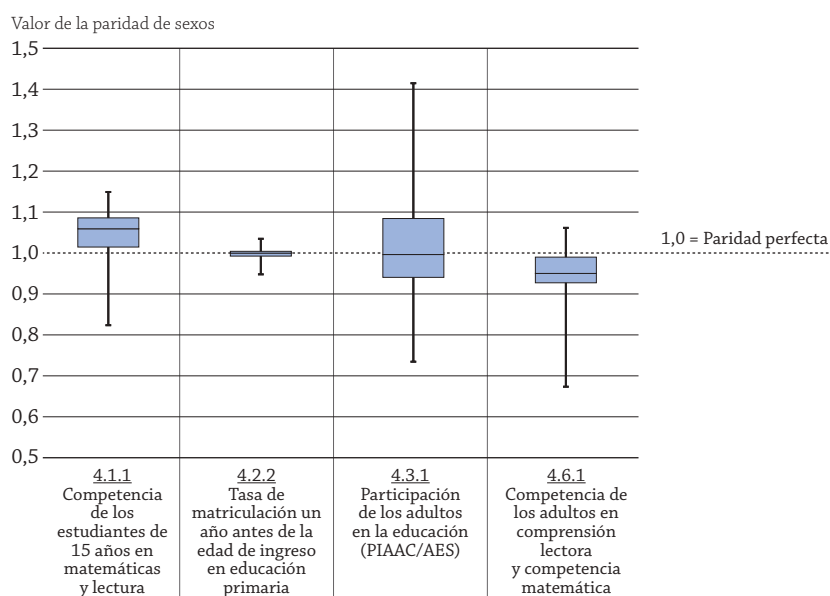 Valor de la paridad de sexos
1,5
1,4
1,3
1,2
1,1
1,0
1,0 = Paridad perfecta
0,9
0,8
0,7
0,6
0,5
4.1.1
Competencia
de los
estudiantes de
15 años en
matemáticas
y lectura
4.2.2
Tasa de
matriculación un
año antes de la
edad de ingreso
en educación
primaria
4.3.1
Participación
de los adultos
en la educación
(PIAAC/AES)
4.6.1
Competencia de
los adultos en
comprensión
lectora
y competencia
matemática